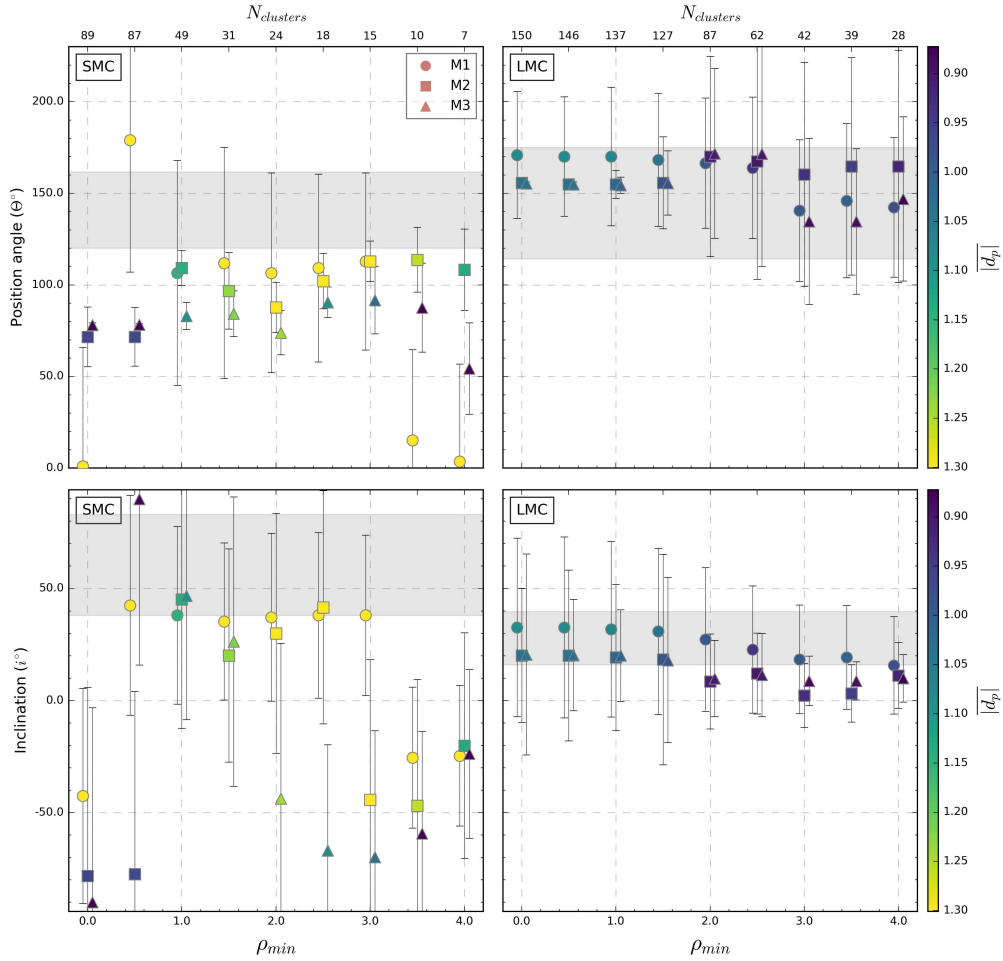 N_clusters N_clusters
89 87 49 31 24 18 15 10 7 150 146 137 127 87 62 42 39 28
SMC LMC
M1
M2
M3
Position angle (Θ°)
200.0
150.0
100.0
50.0
0.0
0.90
0.95
1.00
1.05
1.10
1.15
1.20
1.25
1.30
|d_p|
SMC LMC
Inclination (i°)
50.0
0.0
-50.0
0.90
0.95
1.00
1.05
1.10
1.15
1.20
1.25
1.30
|d_p|
0.0 1.0 2.0 3.0 4.0 0.0 1.0 2.0 3.0 4.0
ρ_min ρ_min